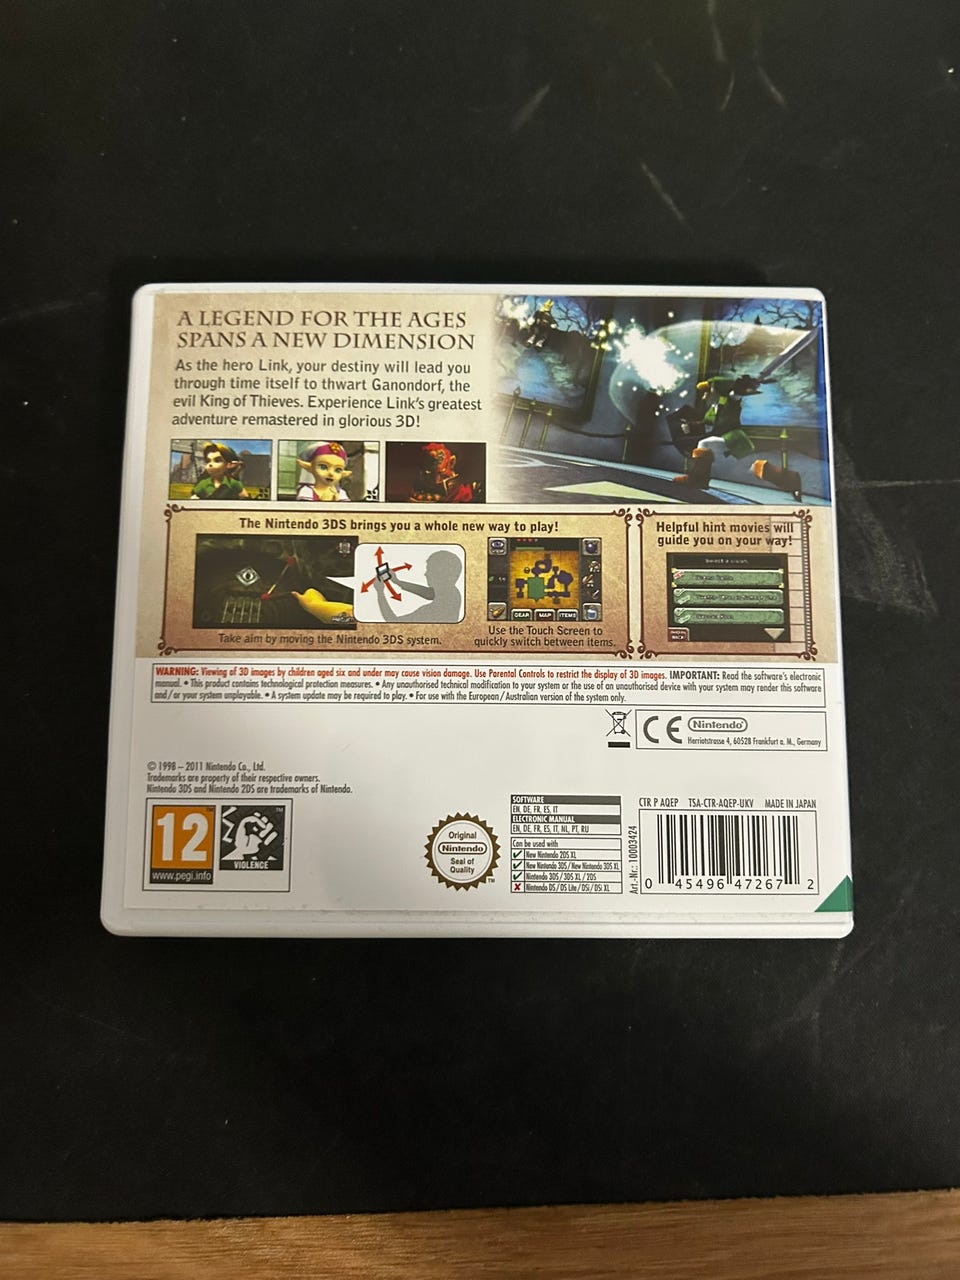 A LEGEND FOR THE AGES
SPANS A NEW DIMENSION
As the hero Link, your destiny will lead you
through time itself to thwart Ganondorf, the
evil King of Thieves. Experience Link's greatest
adventure remastered in glorious 3D!
The Nintendo 3DS brings you a whole new way to play!
Take aim by moving the Nintendo 3DS system.
GEAR MAP ITEMS
Use the Touch Screen to
quickly switch between items.
Helpful hint movies will
guide you on your way!
WARNING: Viewing of 3D images by children aged six and under may cause vision damage. Use Parental Controls to restrict the display of 3D images. IMPORTANT: Read the software's electronic
manual. • This product contains technological protection measures. • Any unauthorised technical modification to your system or the use of an unauthorised device with your system may render this software
and/or your system unplayable. • A system update may be required to play. • For use with the European/Australian version of the system only.
CE Nintendo
Herriotstrasse 4, 60528 Frankfurt a. M., Germany
© 1998 – 2011 Nintendo Co., Ltd.
Trademarks are property of their respective owners.
Nintendo 3DS and Nintendo 2DS are trademarks of Nintendo.
12
www.pegi.info
VIOLENCE
Original
Nintendo
Seal of
Quality
TM
SOFTWARE
EN, DE, FR, ES, IT
ELECTRONIC MANUAL
EN, DE, FR, ES, IT, NL, PT, RU
Can be used with
New Nintendo 2DS XL
New Nintendo 3DS/New Nintendo 3DS XL
Nintendo 3DS/3DS XL/2DS
Nintendo DS/DS Lite/DSi/DSi XL
Art.-Nr.: 10003424
CTR P AQEP TSA-CTR-AQEP-UKV MADE IN JAPAN
0 45496 47267 2